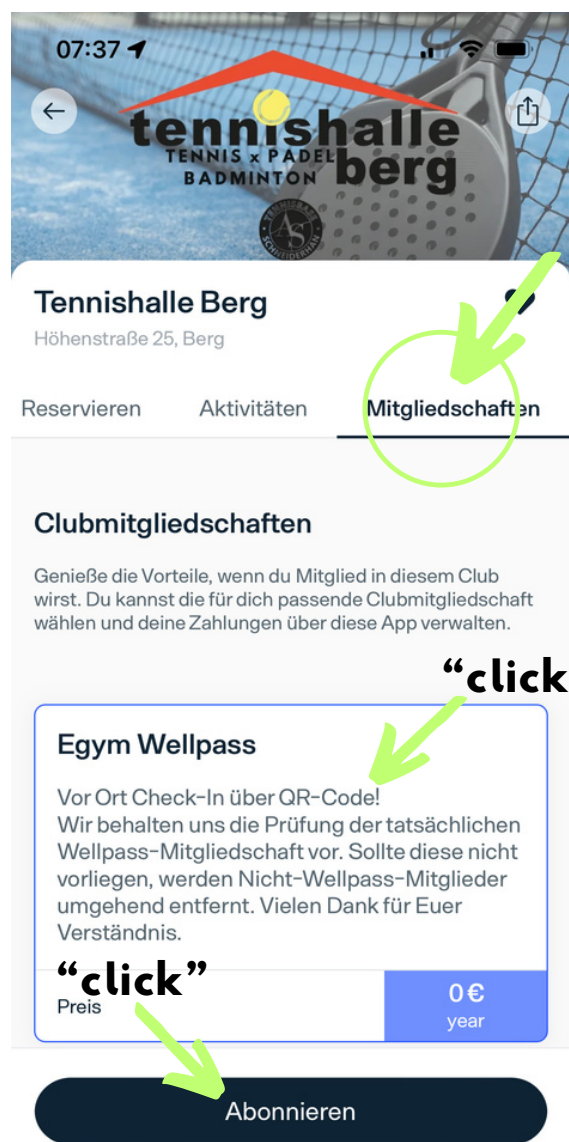 07:37
tennishalle
TENNIS x PADEL
BADMINTON
berg
TENNISBASE
AS
SCHNEIDERHAN
Tennishalle Berg
Höhenstraße 25, Berg
Reservieren Aktivitäten Mitgliedschaften
Clubmitgliedschaften
Genieße die Vorteile, wenn du Mitglied in diesem Club
wirst. Du kannst die für dich passende Clubmitgliedschaft
wählen und deine Zahlungen über diese App verwalten.
“click
Egym Wellpass
Vor Ort Check-In über QR-Code!
Wir behalten uns die Prüfung der tatsächlichen
Wellpass-Mitgliedschaft vor. Sollte diese nicht
vorliegen, werden Nicht-Wellpass-Mitglieder
umgehend entfernt. Vielen Dank für Euer
Verständnis.
“click”
Preis
0 €
year
Abonnieren